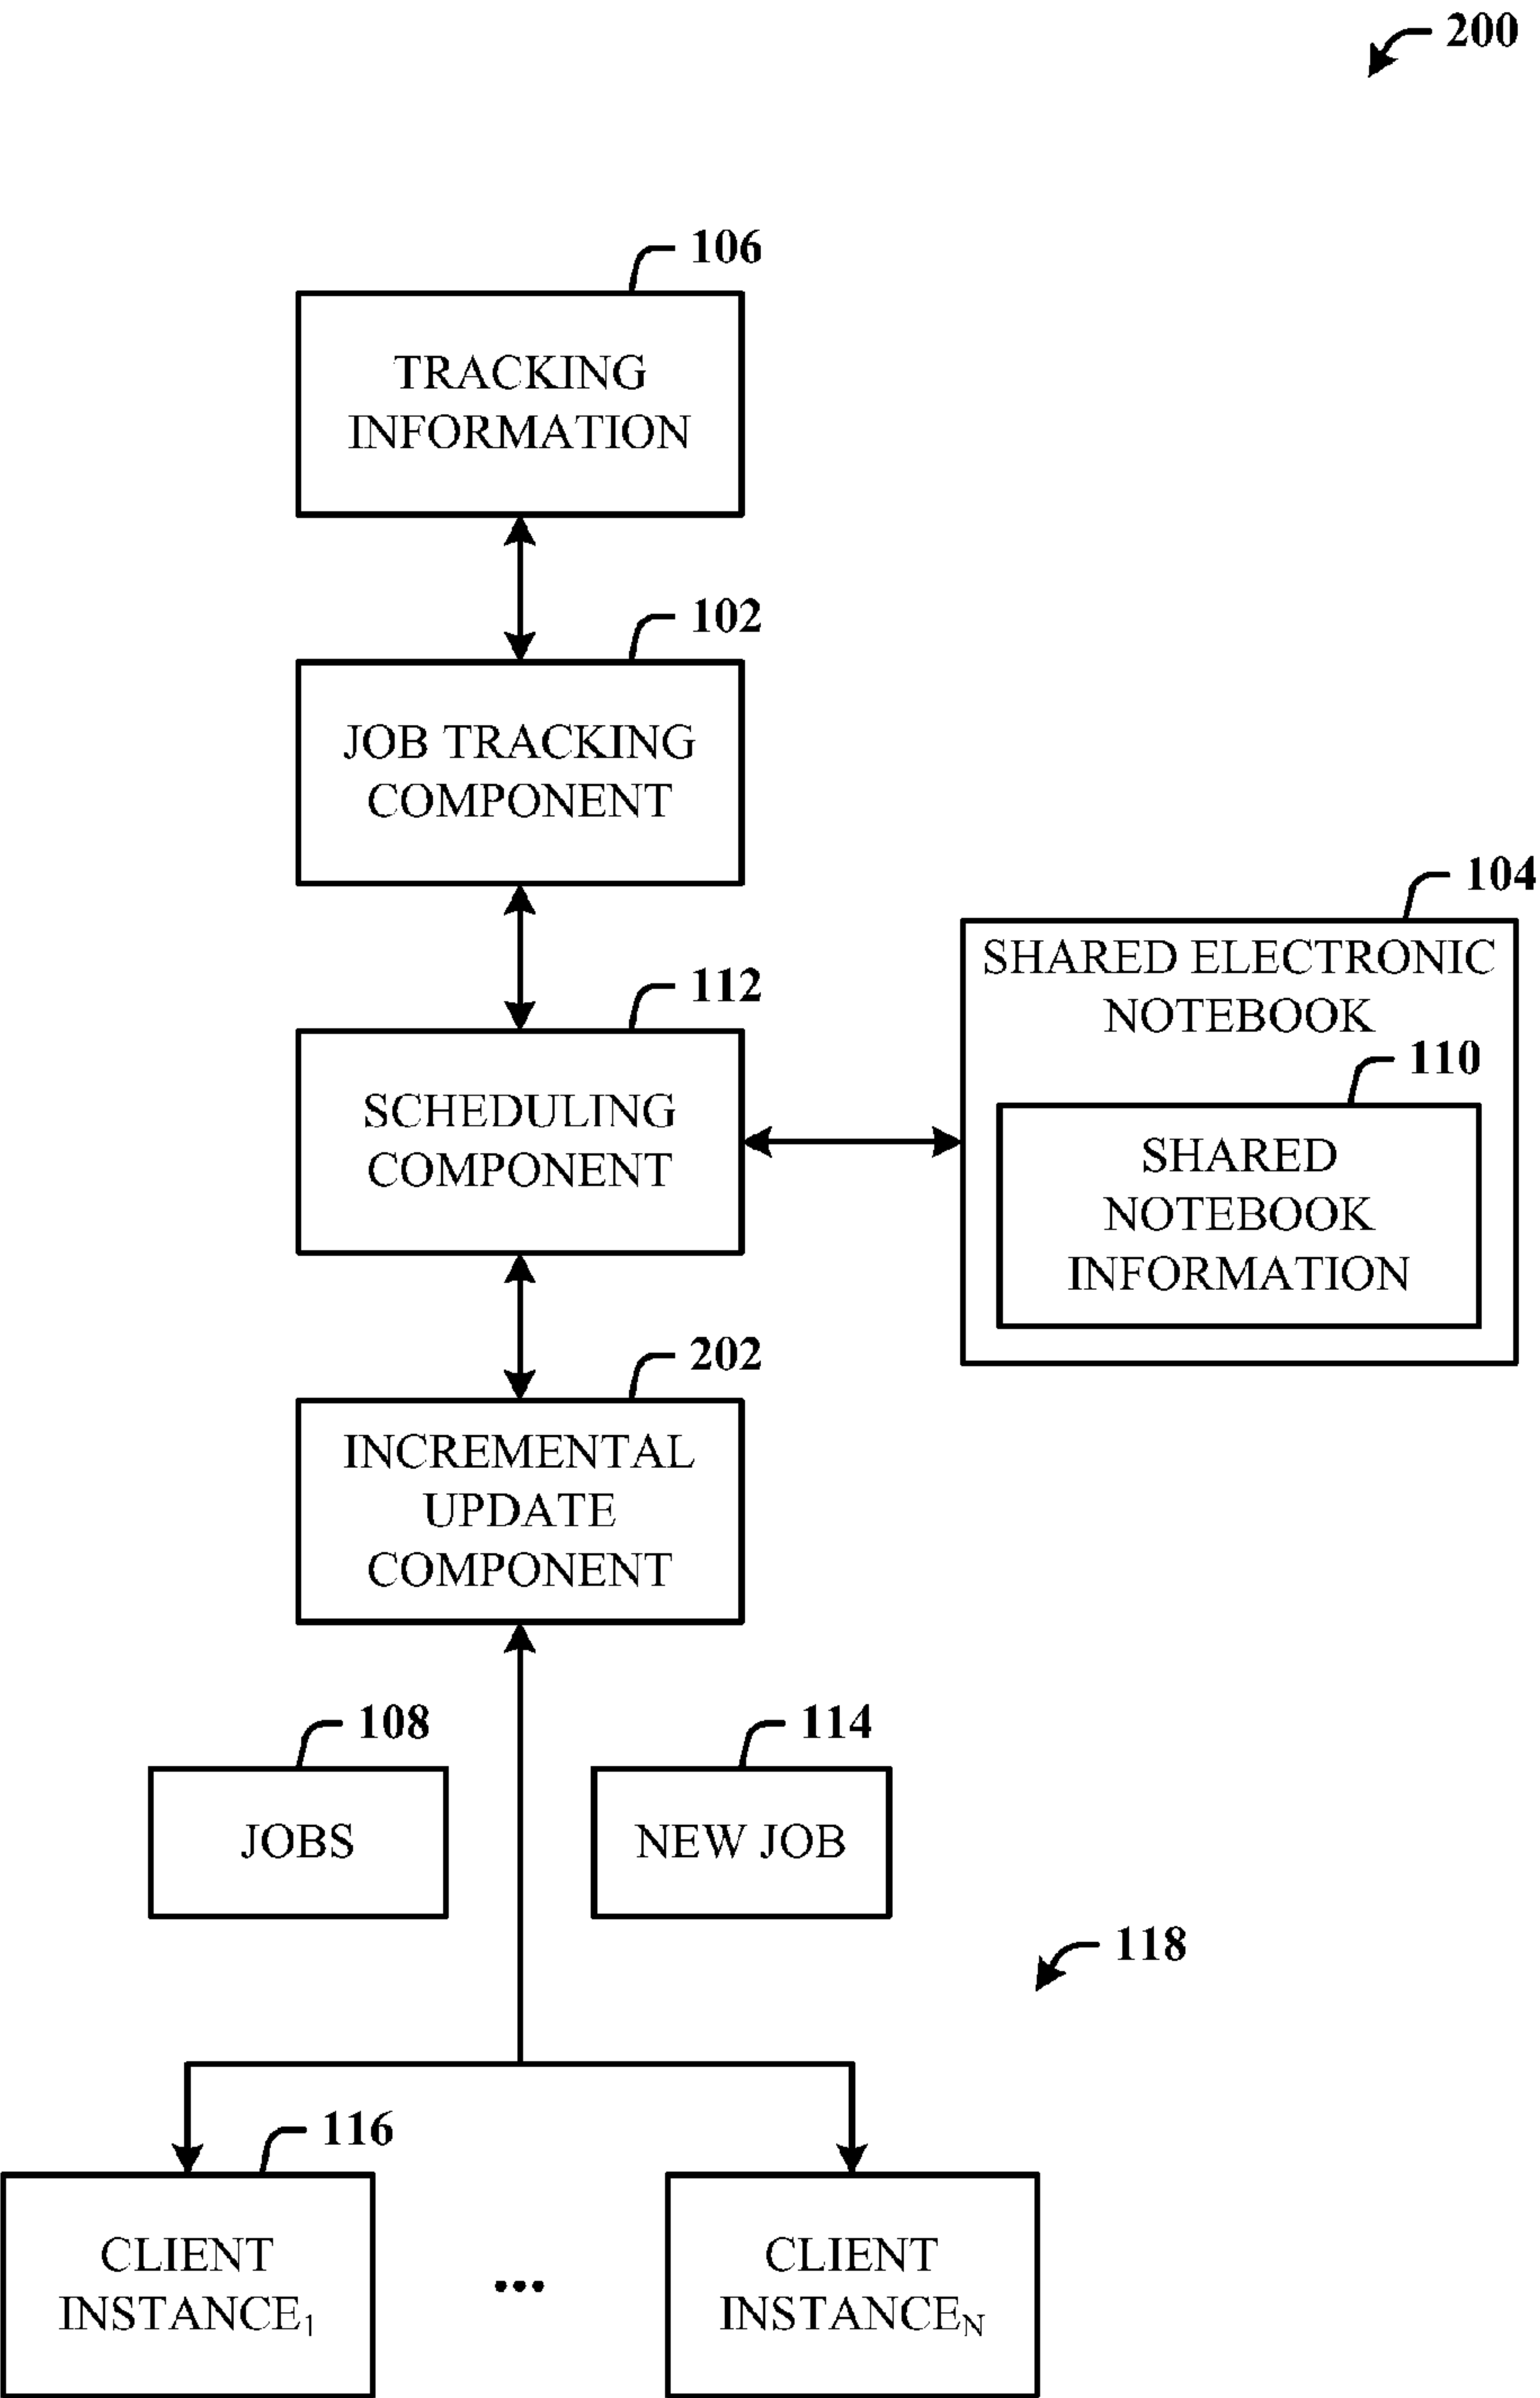 200
106
TRACKING
INFORMATION
102
JOB TRACKING
COMPONENT
104
SHARED ELECTRONIC
NOTEBOOK
112
SCHEDULING
COMPONENT
110
SHARED
NOTEBOOK
INFORMATION
202
INCREMENTAL
UPDATE
COMPONENT
108
JOBS
114
NEW JOB
118
116
CLIENT
INSTANCE1
...
CLIENT
INSTANCEN